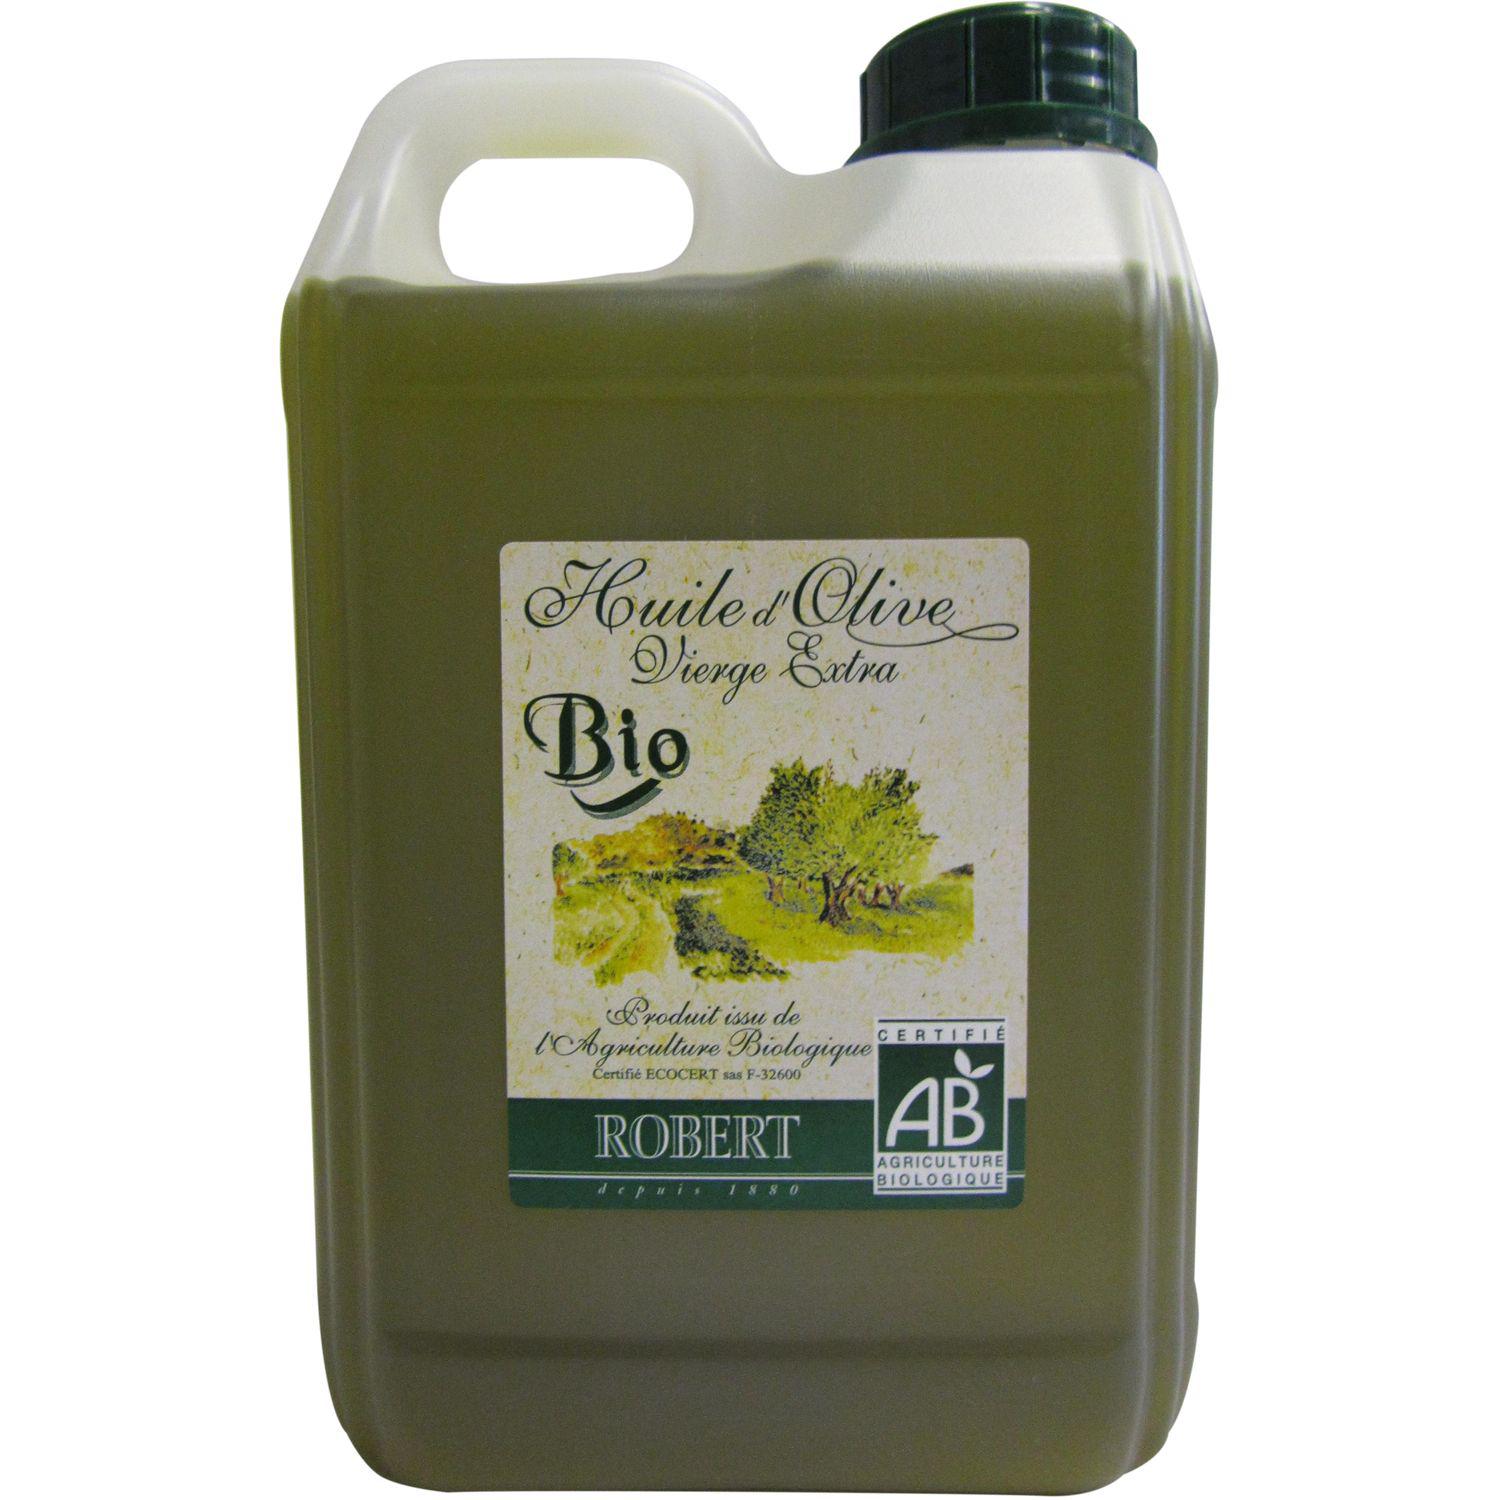 Huile d'Olive
Vierge Extra
Bio
Produit issu de
l'Agriculture Biologique
Certifié ECOCERT sas F-32600
CERTIFIÉ
AB
AGRICULTURE
BIOLOGIQUE
ROBERT
depuis 1880